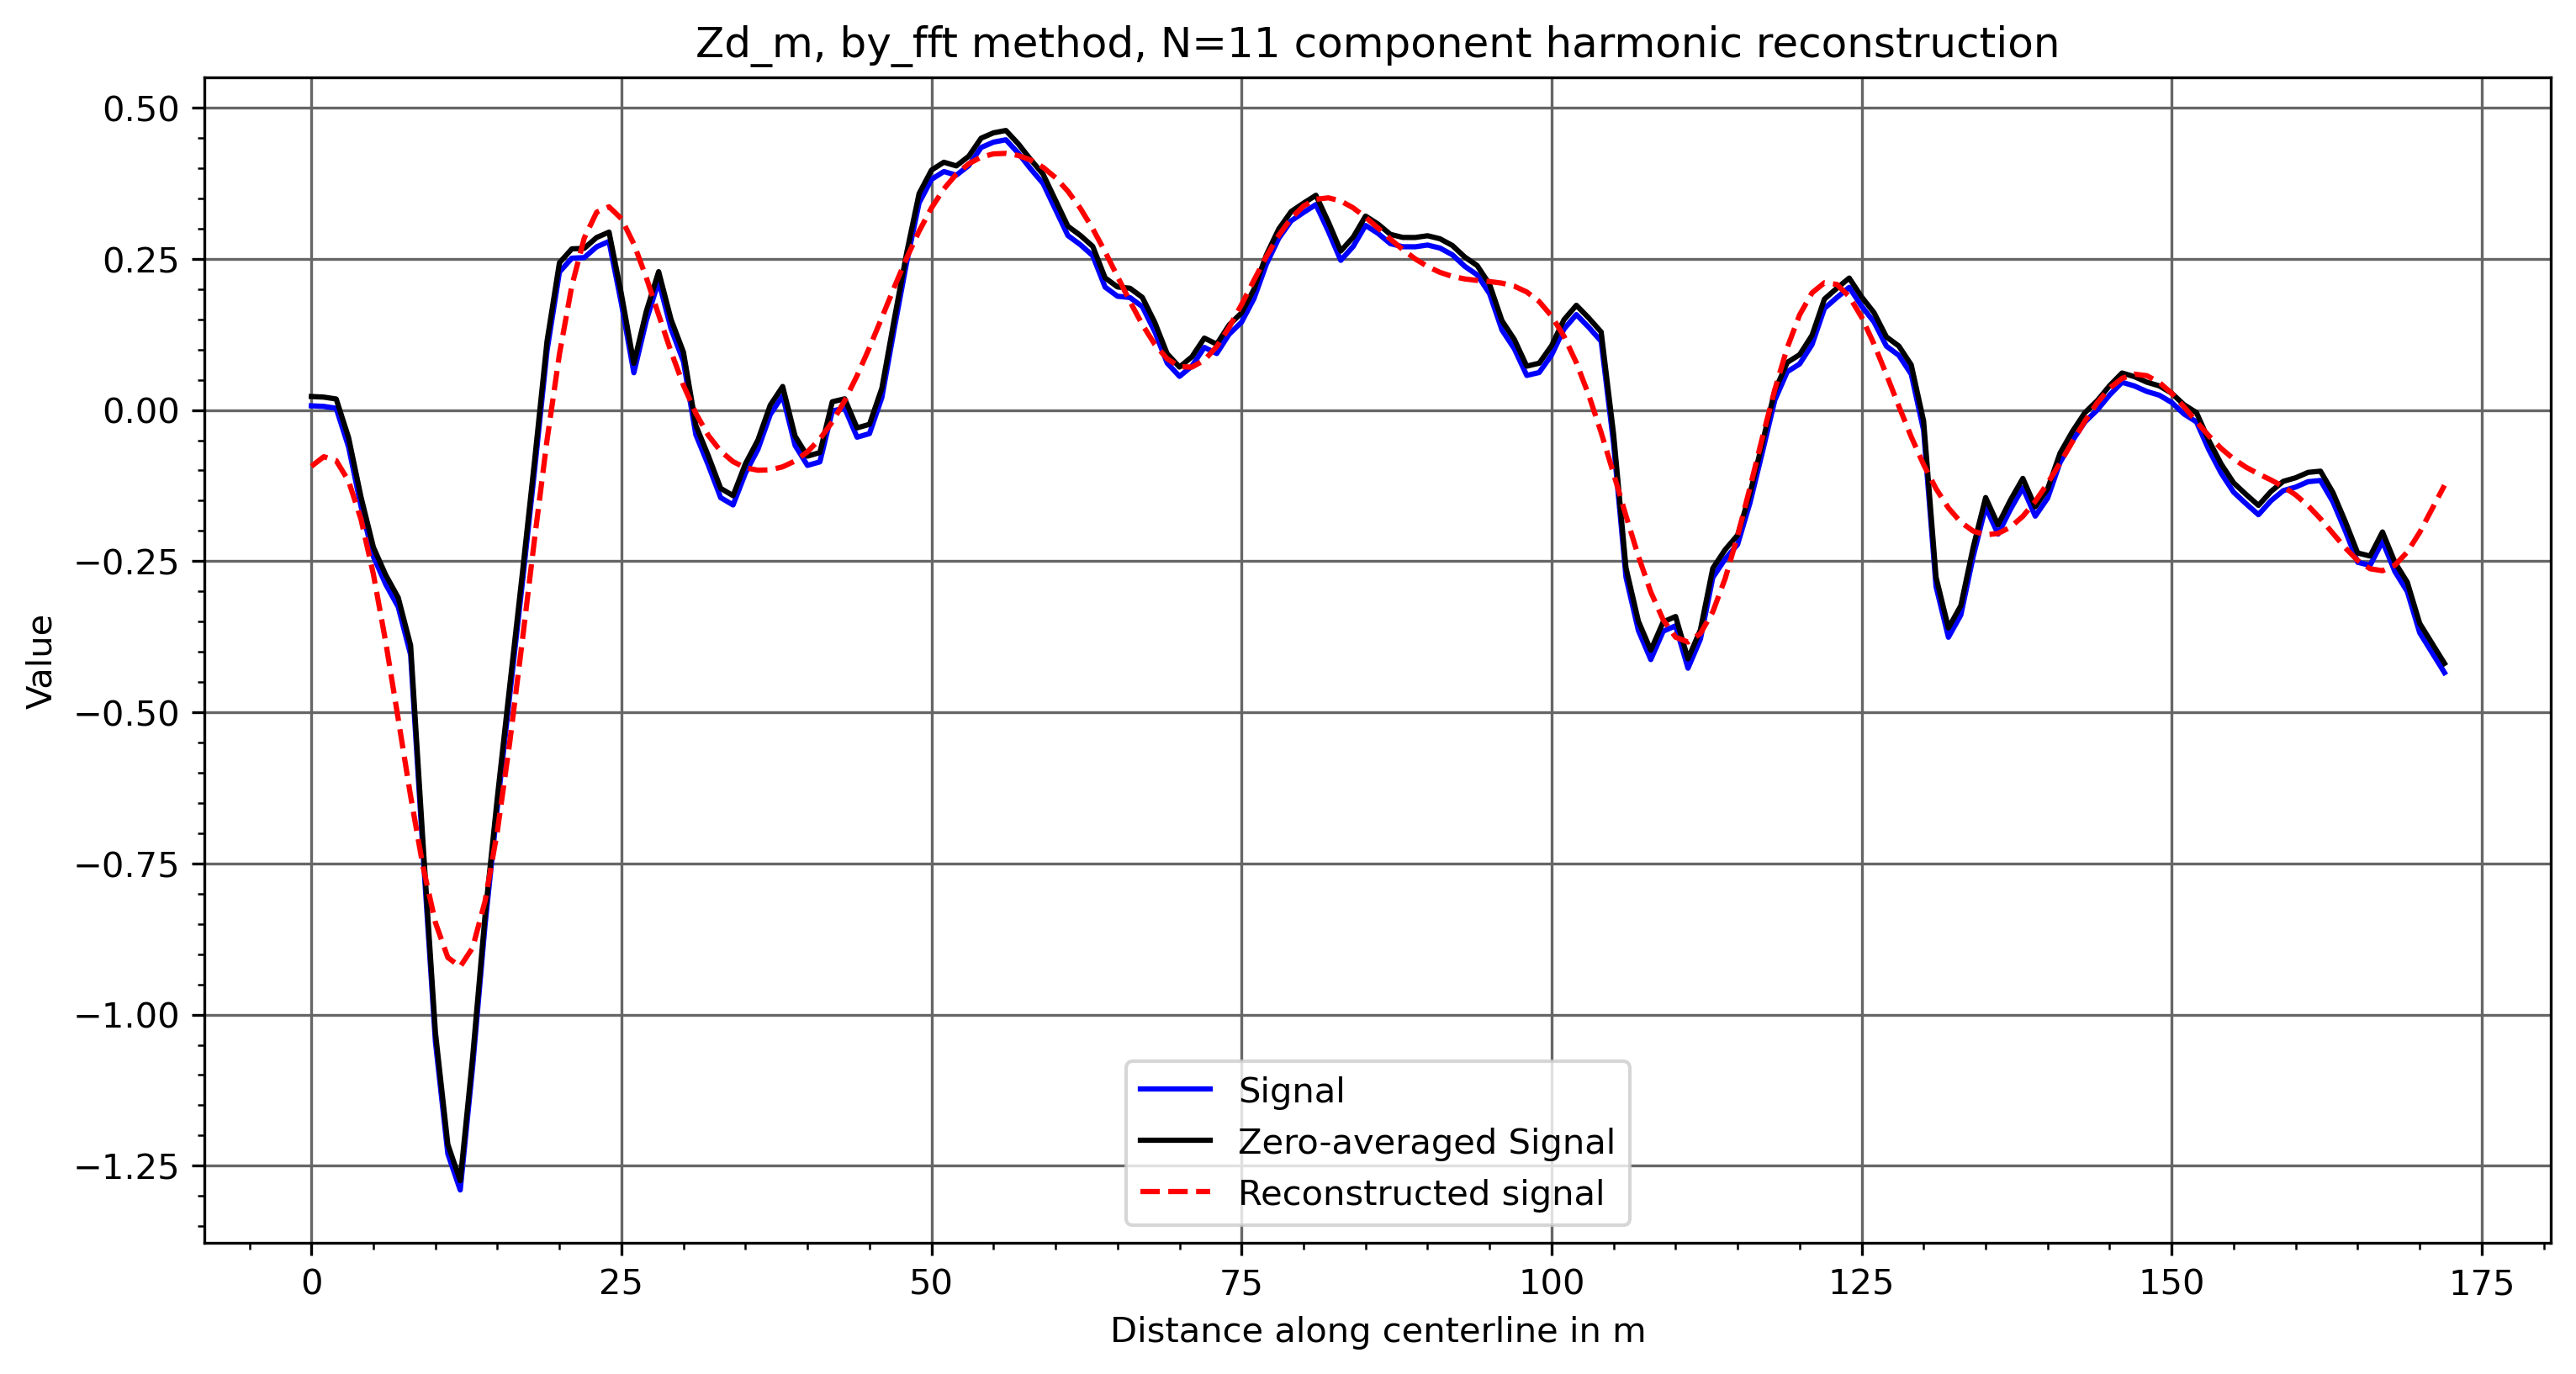 Zd_m, by_fft method, N=11 component harmonic reconstruction
0.50
0.25
0.00
−0.25
−0.50
−0.75
−1.00
−1.25
Value
Signal
Zero-averaged Signal
Reconstructed signal
0 25 50 75 100 125 150 175
Distance along centerline in m